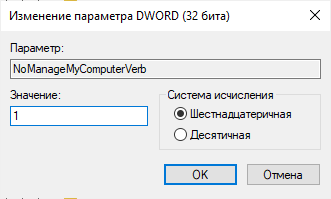 Изменение параметра DWORD (32 бита)
Параметр:
NoManageMyComputerVerb
Значение:
1
Система исчисления
Шестнадцатеричная
Десятичная
OK
Отмена